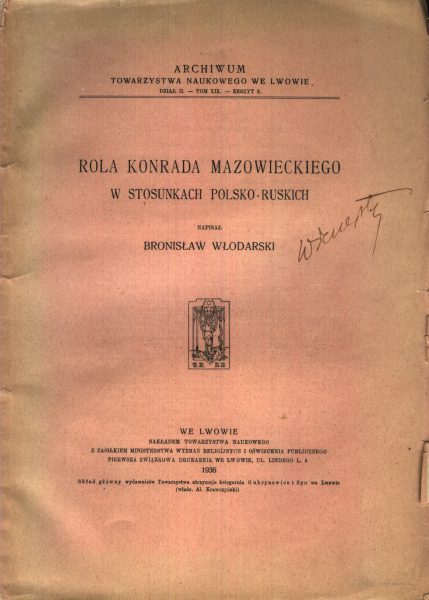 ARCHIWUM
TOWARZYSTWA NAUKOWEGO WE LWOWIE.
DZIAŁ II. — TOM XIX. — ZESZYT 2.
ROLA KONRADA MAZOWIECKIEGO
W STOSUNKACH POLSKO-RUSKICH
NAPISAŁ
BRONISŁAW WŁODARSKI
WE LWOWIE
NAKŁADEM TOWARZYSTWA NAUKOWEGO
Z ZASIŁKIEM MINISTERSTWA WYZNAŃ RELIGIJNYCH I OŚWIECENIA PUBLICZNEGO
PIERWSZA ZWIĄZKOWA DRUKARNIA WE LWOWIE, UL. LINDEGO L. 4
1936
Skład główny wydawnictw Towarzystwa utrzymuje księgarnia Gubrynowicz i Syn we Lwowie
(właśc. Al. Krawczyński)